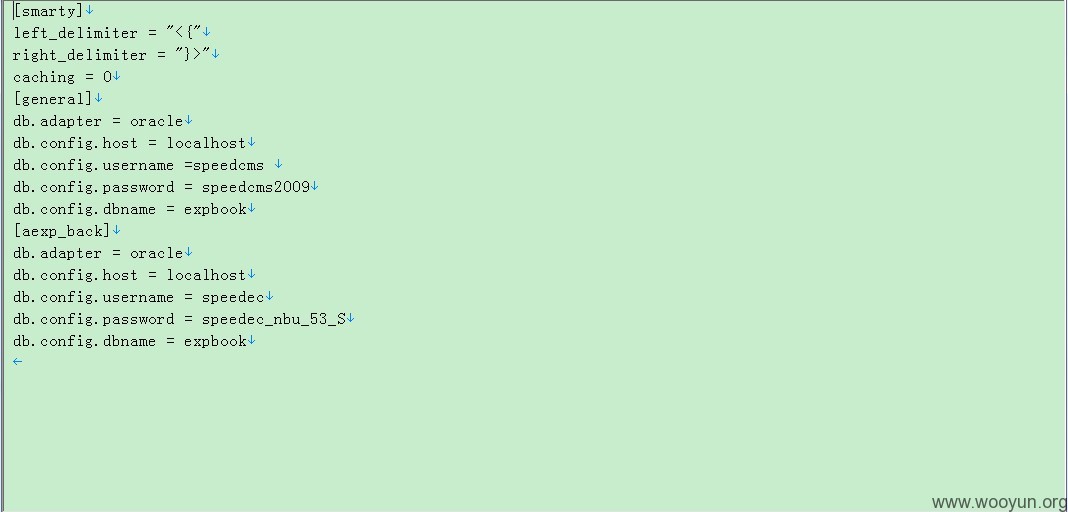 [smarty]↓
left_delimiter = "<{"↓
right_delimiter = "}>"↓
caching = 0↓
[general]↓
db.adapter = oracle↓
db.config.host = localhost↓
db.config.username =speedcms ↓
db.config.password = speedcms2009↓
db.config.dbname = expbook↓
[aexp_back]↓
db.adapter = oracle↓
db.config.host = localhost↓
db.config.username = speedec↓
db.config.password = speedec_nbu_53_S↓
db.config.dbname = expbook↓
←
www.wooyun.org